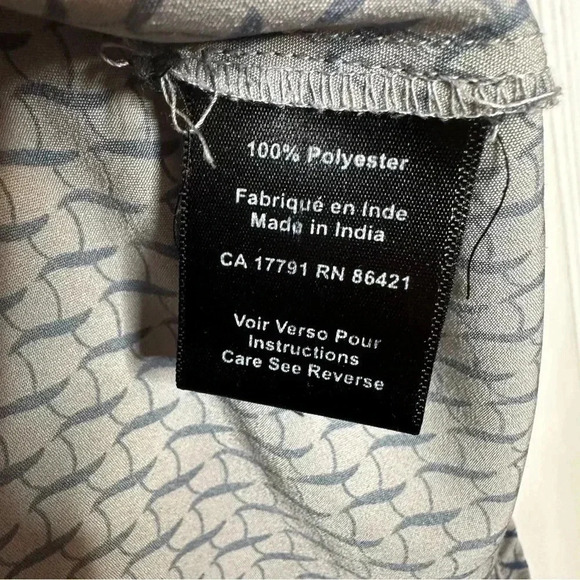 100% Polyester
Fabriqué en Inde
Made in India
CA 17791 RN 86421
Voir Verso Pour
Instructions
Care See Reverse